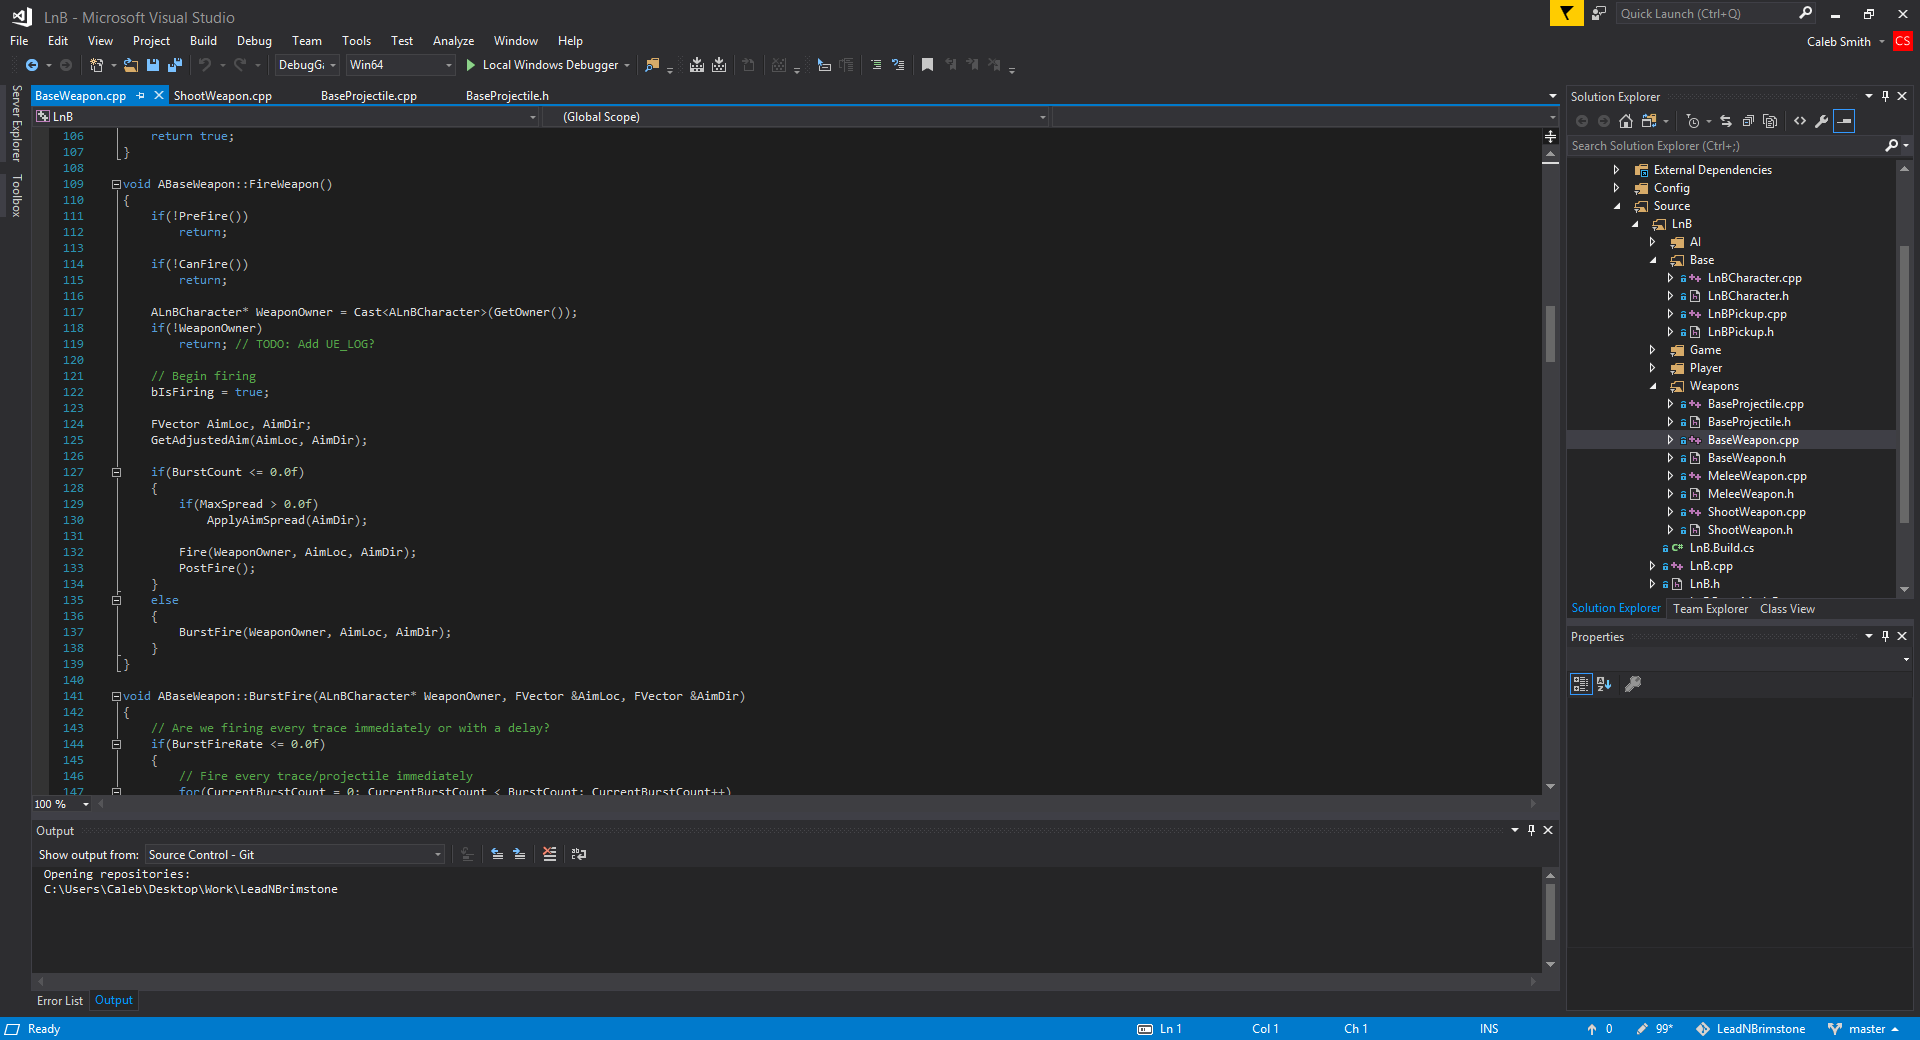 LnB - Microsoft Visual Studio
Quick Launch (Ctrl+Q)
File Edit View Project Build Debug Team Tools Test Analyze Window Help
Caleb Smith CS
Win64 Local Windows Debugger
Server Explorer
Toolbox
BaseWeapon.cpp ShootWeapon.cpp BaseProjectile.cpp BaseProjectile.h
LnB (Global Scope)
106 return true;
107 }
108
109 void ABaseWeapon::FireWeapon()
110 {
111 if(!PreFire())
112 return;
113
114 if(!CanFire())
115 return;
116
117 ALnBCharacter* WeaponOwner = Cast<ALnBCharacter>(GetOwner());
118 if(!WeaponOwner)
119 return; // TODO: Add UE_LOG?
120
121 // Begin firing
122 bIsFiring = true;
123
124 FVector AimLoc, AimDir;
125 GetAdjustedAim(AimLoc, AimDir);
126
127 if(BurstCount <= 0.0f)
128 {
129 if(MaxSpread > 0.0f)
130 ApplyAimSpread(AimDir);
131
132 Fire(WeaponOwner, AimLoc, AimDir);
133 PostFire();
134 }
135 else
136 {
137 BurstFire(WeaponOwner, AimLoc, AimDir);
138 }
139 }
140
141 void ABaseWeapon::BurstFire(ALnBCharacter* WeaponOwner, FVector &AimLoc, FVector &AimDir)
142 {
143 // Are we firing every trace immediately or with a delay?
144 if(BurstFireRate <= 0.0f)
145 {
146 // Fire every trace/projectile immediately
147 for(CurrentBurstCount = 0; CurrentBurstCount < BurstCount; CurrentBurstCount++)
100 %
Output
Show output from: Source Control - Git
Opening repositories:
C:\Users\Caleb\Desktop\Work\LeadNBrimstone
Error List Output
Solution Explorer
Search Solution Explorer (Ctrl+;)
External Dependencies
Config
Source
LnB
AI
Base
LnBCharacter.cpp
LnBCharacter.h
LnBPickup.cpp
LnBPickup.h
Game
Player
Weapons
BaseProjectile.cpp
BaseProjectile.h
BaseWeapon.cpp
BaseWeapon.h
MeleeWeapon.cpp
MeleeWeapon.h
ShootWeapon.cpp
ShootWeapon.h
C# LnB.Build.cs
LnB.cpp
LnB.h
Solution Explorer Team Explorer Class View
Properties
Ready Ln 1 Col 1 Ch 1 INS 0 99* LeadNBrimstone master